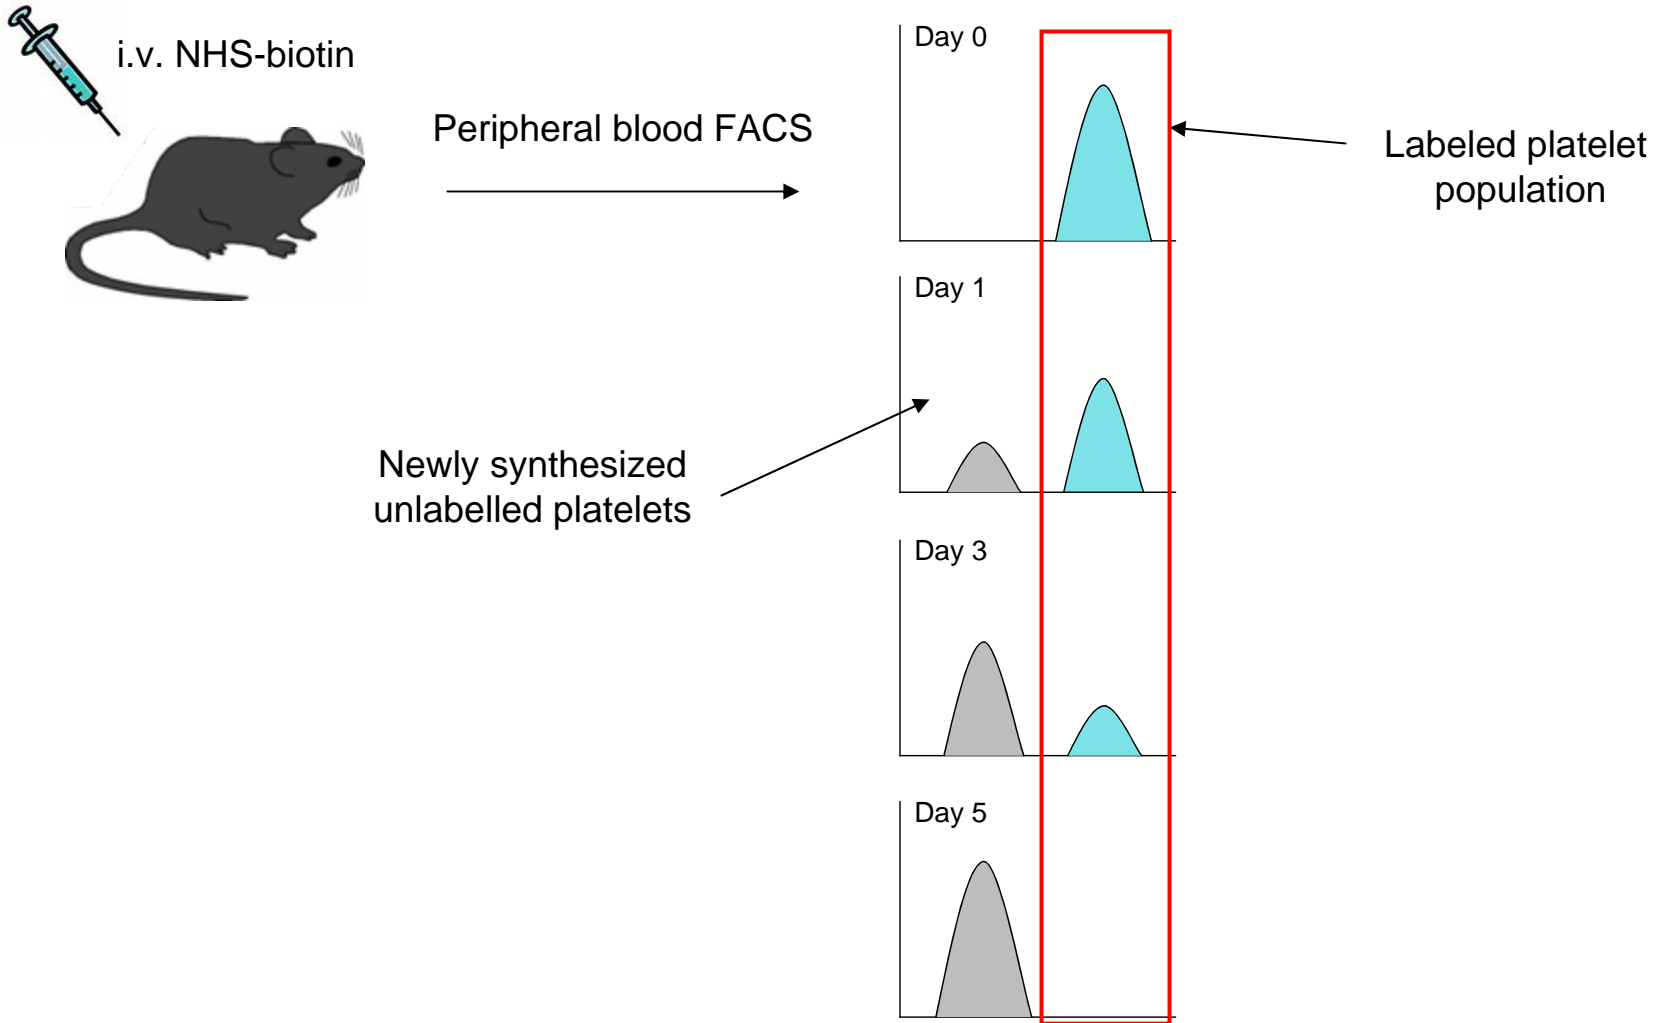 i.v. NHS-biotin
Peripheral blood FACS
Day 0
Labeled platelet
population
Day 1
Newly synthesized
unlabelled platelets
Day 3
Day 5